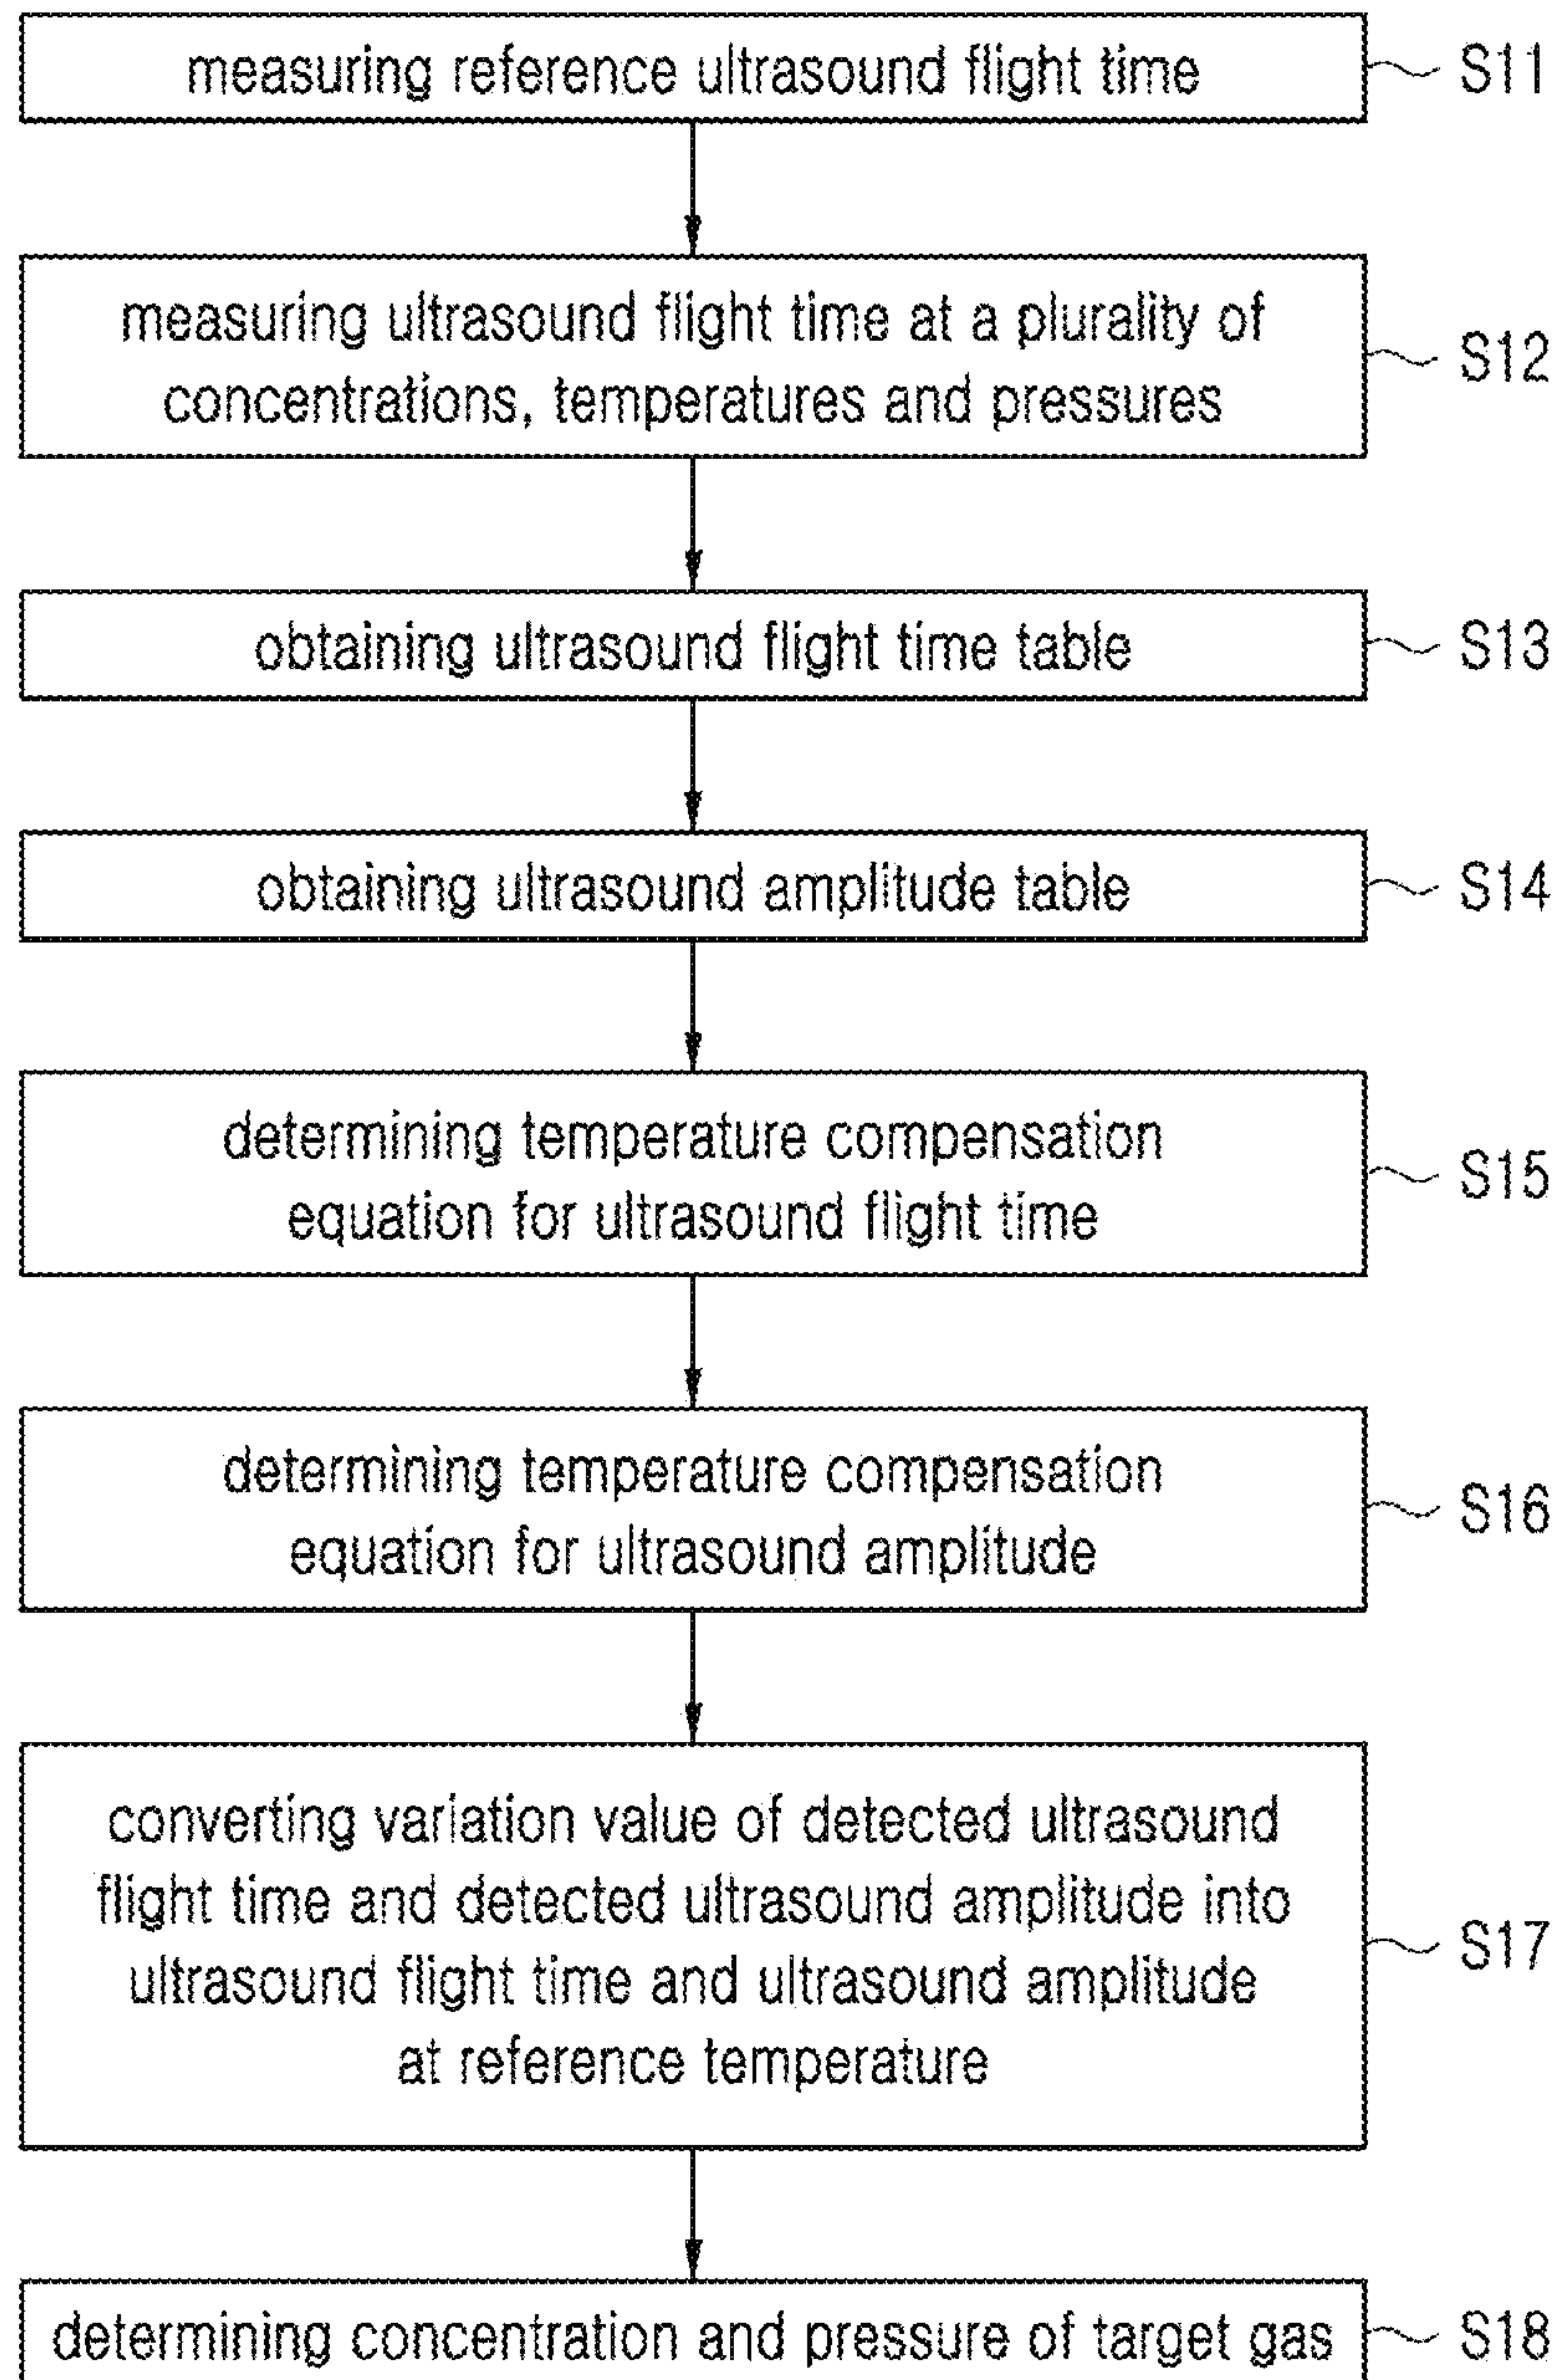 measuring reference ultrasound flight time
S11
measuring ultrasound flight time at a plurality of
concentrations, temperatures and pressures
S12
obtaining ultrasound flight time table
S13
obtaining ultrasound amplitude table
S14
determining temperature compensation
equation for ultrasound flight time
S15
determining temperature compensation
equation for ultrasound amplitude
S16
converting variation value of detected ultrasound
flight time and detected ultrasound amplitude into
ultrasound flight time and ultrasound amplitude
at reference temperature
S17
determining concentration and pressure of target gas
S18